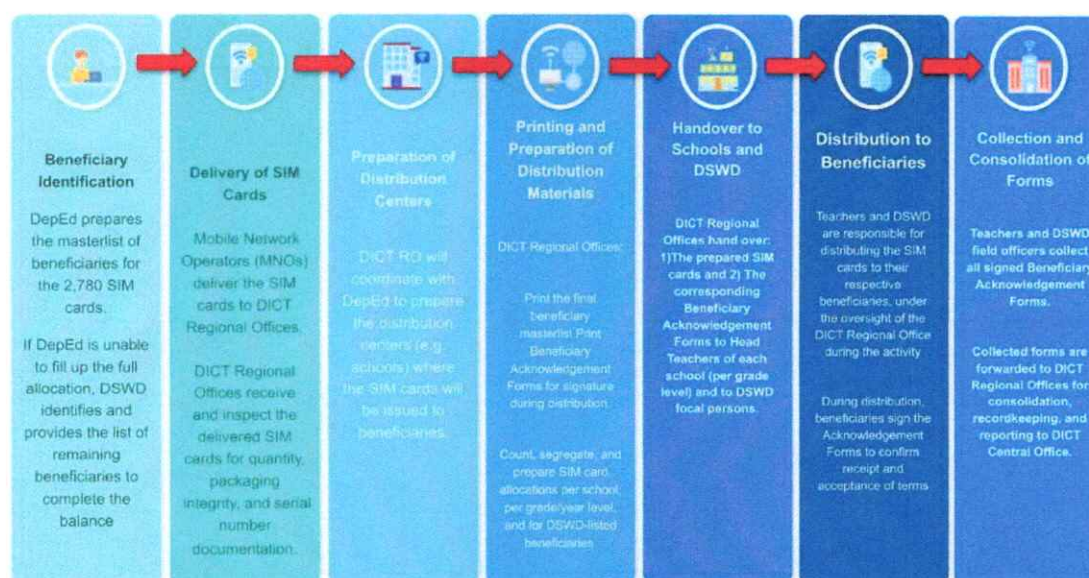 Beneficiary
Identification
DepEd prepares
the masterlist of
beneficiaries for
the 2,780 SIM
cards.
If DepEd is unable
to fill up the full
allocation, DSWD
identifies and
provides the list of
remaining
beneficiaries to
complete the
balance
Delivery of SIM
Cards
Mobile Network
Operators (MNOs)
deliver the SIM
cards to DICT
Regional Offices.
DICT Regional
Offices receive
and inspect the
delivered SIM
cards for quantity,
packaging
integrity, and serial
number
documentation.
Preparation of
Distribution
Centers
DICT RO will
coordinate with
DepEd to prepare
the distribution
centers (e.g.
schools) where
the SIM cards will
be issued to
beneficiaries.
Printing and
Preparation of
Distribution
Materials
DICT Regional Offices:
Print the final
beneficiary
masterlist Print
Beneficiary
Acknowledgement
Forms for signature
during distribution.
Count, segregate, and
prepare SIM card
allocations per school,
per grade/year level,
and for DSWD-listed
beneficiaries
Handover to
Schools and
DSWD
DICT Regional
Offices hand over:
1)The prepared SIM
cards and 2) The
corresponding
Beneficiary
Acknowledgement
Forms to Head
Teachers of each
school (per grade
level) and to DSWD
focal persons.
Distribution to
Beneficiaries
Teachers and DSWD
are responsible for
distributing the SIM
cards to their
respective
beneficiaries, under
the oversight of the
DICT Regional Office
during the activity
During distribution,
beneficiaries sign the
Acknowledgement
Forms to confirm
receipt and
acceptance of terms
Collection and
Consolidation of
Forms
Teachers and DSWD
field officers collect
all signed Beneficiary
Acknowledgement
Forms.
Collected forms are
forwarded to DICT
Regional Offices for
consolidation,
recordkeeping, and
reporting to DICT
Central Office.